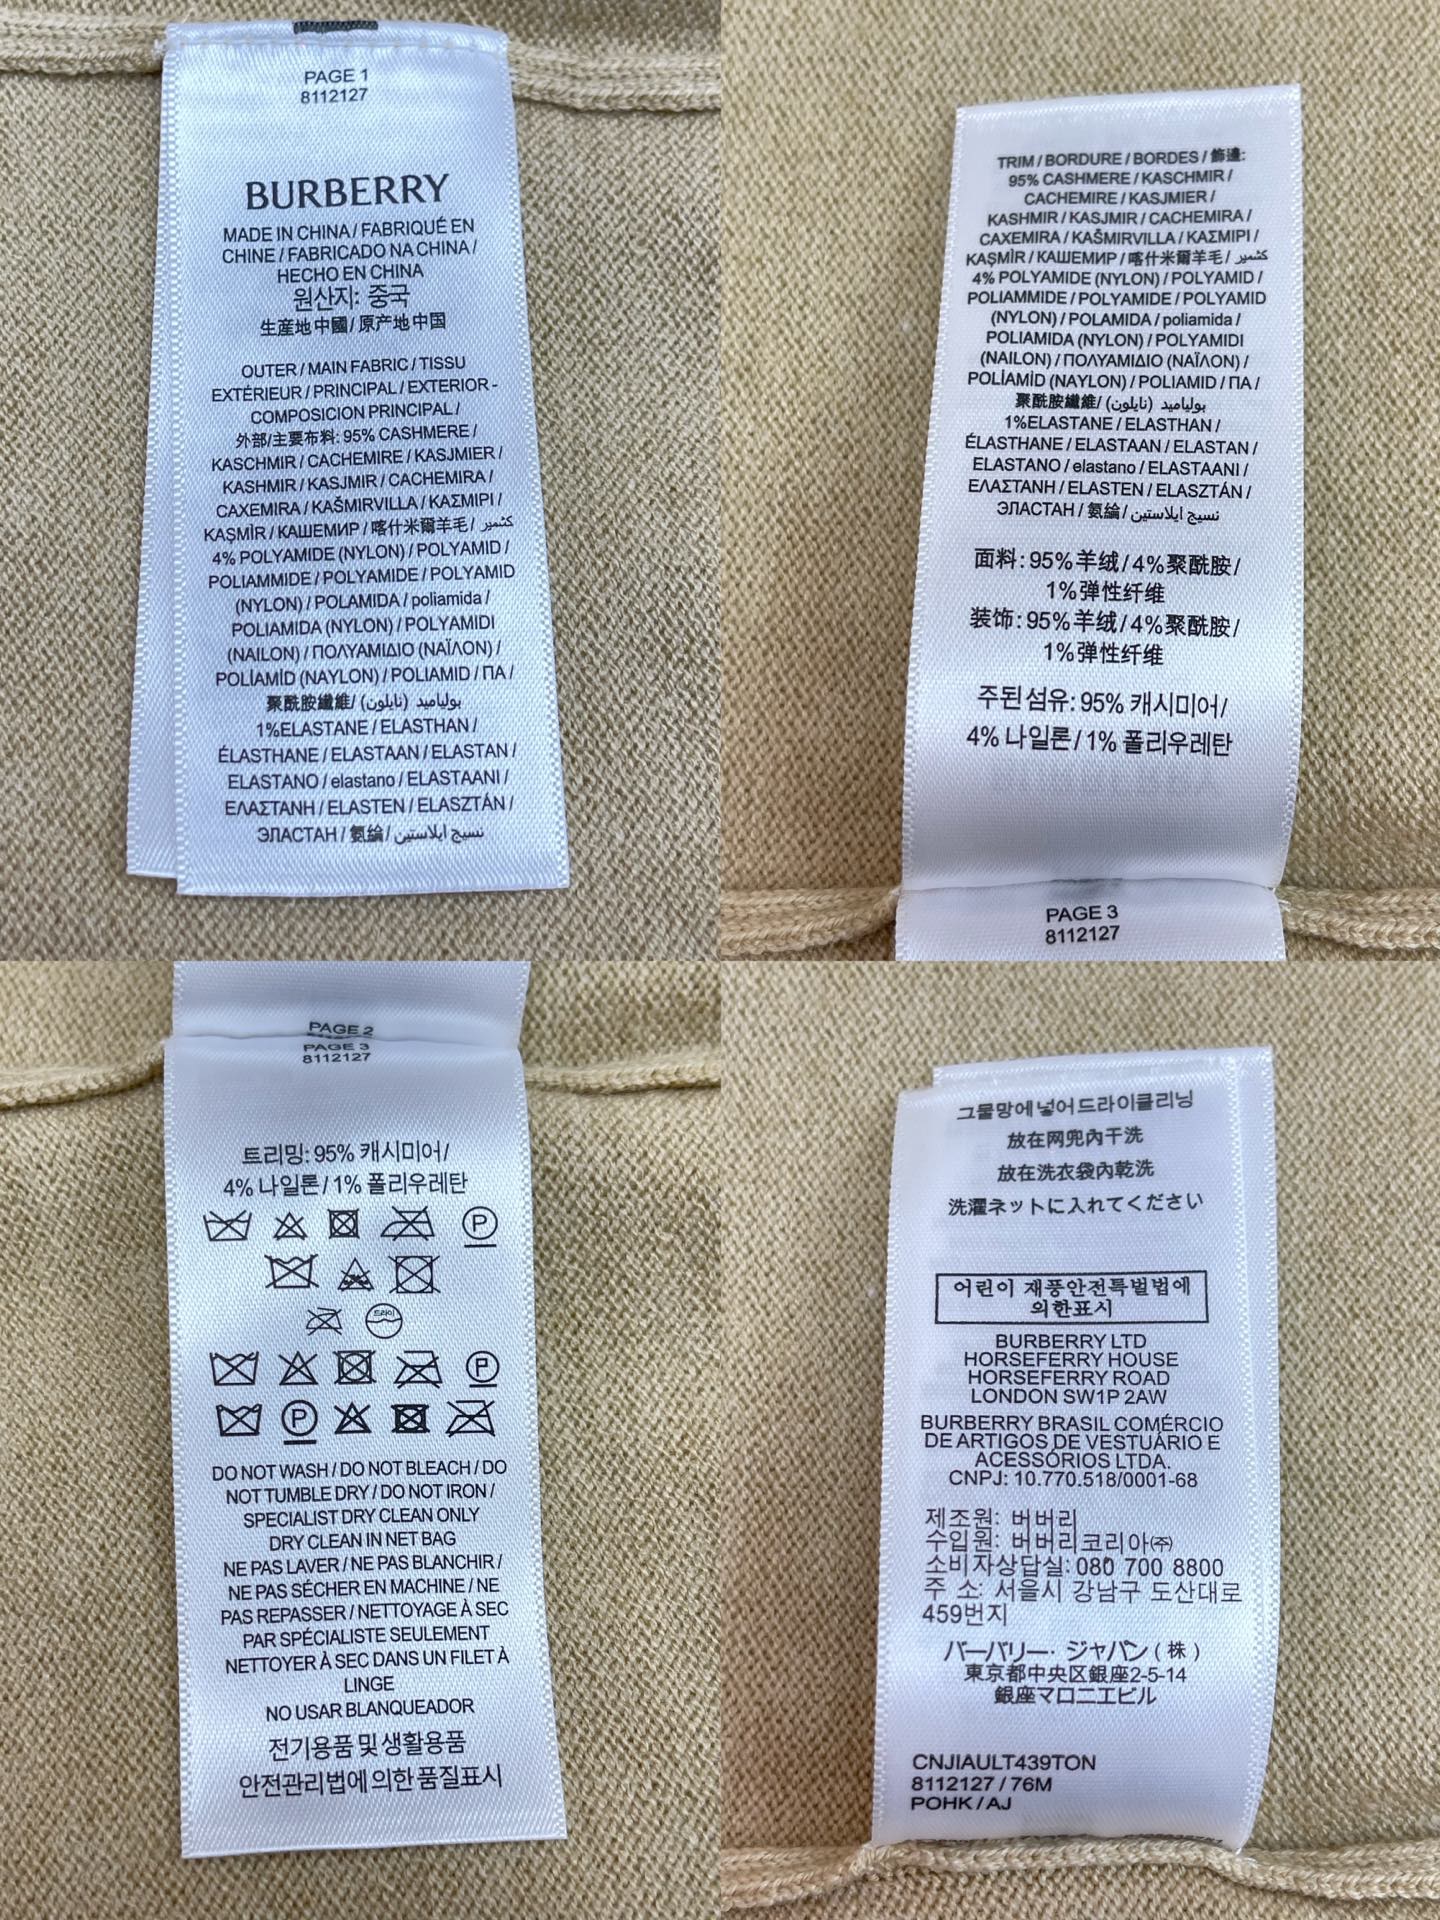 PAGE 1
8112127
BURBERRY
MADE IN CHINA / FABRIQUÉ EN
CHINE / FABRICADO NA CHINA /
HECHO EN CHINA
원산지: 중국
生産地 中國 / 原产地 中国
OUTER / MAIN FABRIC / TISSU
EXTÉRIEUR / PRINCIPAL / EXTERIOR -
COMPOSICION PRINCIPAL /
外部/主要布料: 95% CASHMERE /
KASCHMIR / CACHEMIRE / KASJMIER /
KASHMIR / KASJMIR / CACHEMIRA /
CAXEMIRA / KAŠMIRVILLA / ΚΑΣΜΙΡΙ /
KAŞMİR / КАШЕМИР / 喀什米爾羊毛 / كشمير
4% POLYAMIDE (NYLON) / POLYAMID /
POLIAMMIDE / POLYAMIDE / POLYAMID
(NYLON) / POLAMIDA / poliamida /
POLIAMIDA (NYLON) / POLYAMIDI
(NAILON) / ΠΟΛΥΑΜΙΔΙΟ (ΝΑΪΛΟΝ) /
POLİAMİD (NAYLON) / POLIAMID / ПА /
聚酰胺纖維/ بولياميد (نايلون)
1%ELASTANE / ELASTHAN /
ÉLASTHANE / ELASTAAN / ELASTAN /
ELASTANO / elastano / ELASTAANI /
ΕΛΑΣΤΑΝΗ / ELASTEN / ELASZTÁN /
ЭЛАСТАН / 氨綸 / نسيج ايلاستين
TRIM / BORDURE / BORDES / 飾邊:
95% CASHMERE / KASCHMIR /
CACHEMIRE / KASJMIER /
KASHMIR / KASJMIR / CACHEMIRA /
CAXEMIRA / KAŠMIRVILLA / ΚΑΣΜΙΡΙ /
KAŞMİR / КАШЕМИР / 喀什米爾羊毛 / كشمير
4% POLYAMIDE (NYLON) / POLYAMID /
POLIAMMIDE / POLYAMIDE / POLYAMID
(NYLON) / POLAMIDA / poliamida /
POLIAMIDA (NYLON) / POLYAMIDI
(NAILON) / ΠΟΛΥΑΜΙΔΙΟ (ΝΑΪΛΟΝ) /
POLİAMİD (NAYLON) / POLIAMID / ПА /
聚酰胺纖維/ بولياميد (نايلون)
1%ELASTANE / ELASTHAN /
ÉLASTHANE / ELASTAAN / ELASTAN /
ELASTANO / elastano / ELASTAANI /
ΕΛΑΣΤΑΝΗ / ELASTEN / ELASZTÁN /
ЭЛАСТАН / 氨綸 / نسيج ايلاستين
面料: 95%羊绒 / 4%聚酰胺 /
1%弹性纤维
装饰: 95%羊绒 / 4%聚酰胺 /
1%弹性纤维
주된 섬유: 95% 캐시미어 /
4% 나일론 / 1% 폴리우레탄
PAGE 3
8112127
PAGE 2
PAGE 3
8112127
트리밍: 95% 캐시미어 /
4% 나일론 / 1% 폴리우레탄
P
드라이
P
P
DO NOT WASH / DO NOT BLEACH / DO
NOT TUMBLE DRY / DO NOT IRON /
SPECIALIST DRY CLEAN ONLY
DRY CLEAN IN NET BAG
NE PAS LAVER / NE PAS BLANCHIR /
NE PAS SÉCHER EN MACHINE / NE
PAS REPASSER / NETTOYAGE À SEC
PAR SPÉCIALISTE SEULEMENT
NETTOYER À SEC DANS UN FILET À
LINGE
NO USAR BLANQUEADOR
전기용품 및 생활용품
안전관리법에 의한 품질표시
그물망에 넣어 드라이클리닝
放在网兜内干洗
放在洗衣袋內乾洗
洗濯ネットに入れてください
어린이 제품안전특별법에
의한표시
BURBERRY LTD
HORSEFERRY HOUSE
HORSEFERRY ROAD
LONDON SW1P 2AW
BURBERRY BRASIL COMÉRCIO
DE ARTIGOS DE VESTUÁRIO E
ACESSÓRIOS LTDA.
CNPJ: 10.770.518/0001-68
제조원: 버버리
수입원: 버버리코리아㈜
소비자상담실: 080 700 8800
주 소: 서울시 강남구 도산대로
459번지
バーバリー・ジャパン ( 株 )
東京都中央区銀座2-5-14
銀座マロニエビル
CNJIAULT439TON
8112127 / 76M
POHK / AJ